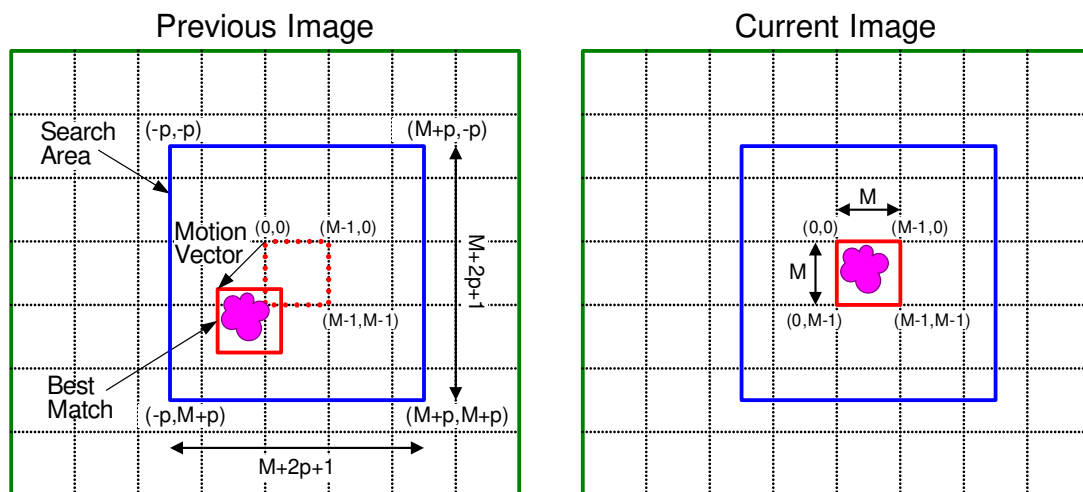 Previous Image
Current Image
Search
Area
(-p,-p)
(M+p,-p)
Motion
Vector
(0,0)
(M-1,0)
M+2p+1
(M-1,M-1)
Best
Match
(-p,M+p)
(M+p,M+p)
M+2p+1
M
(0,0)
(M-1,0)
M
(0,M-1)
(M-1,M-1)